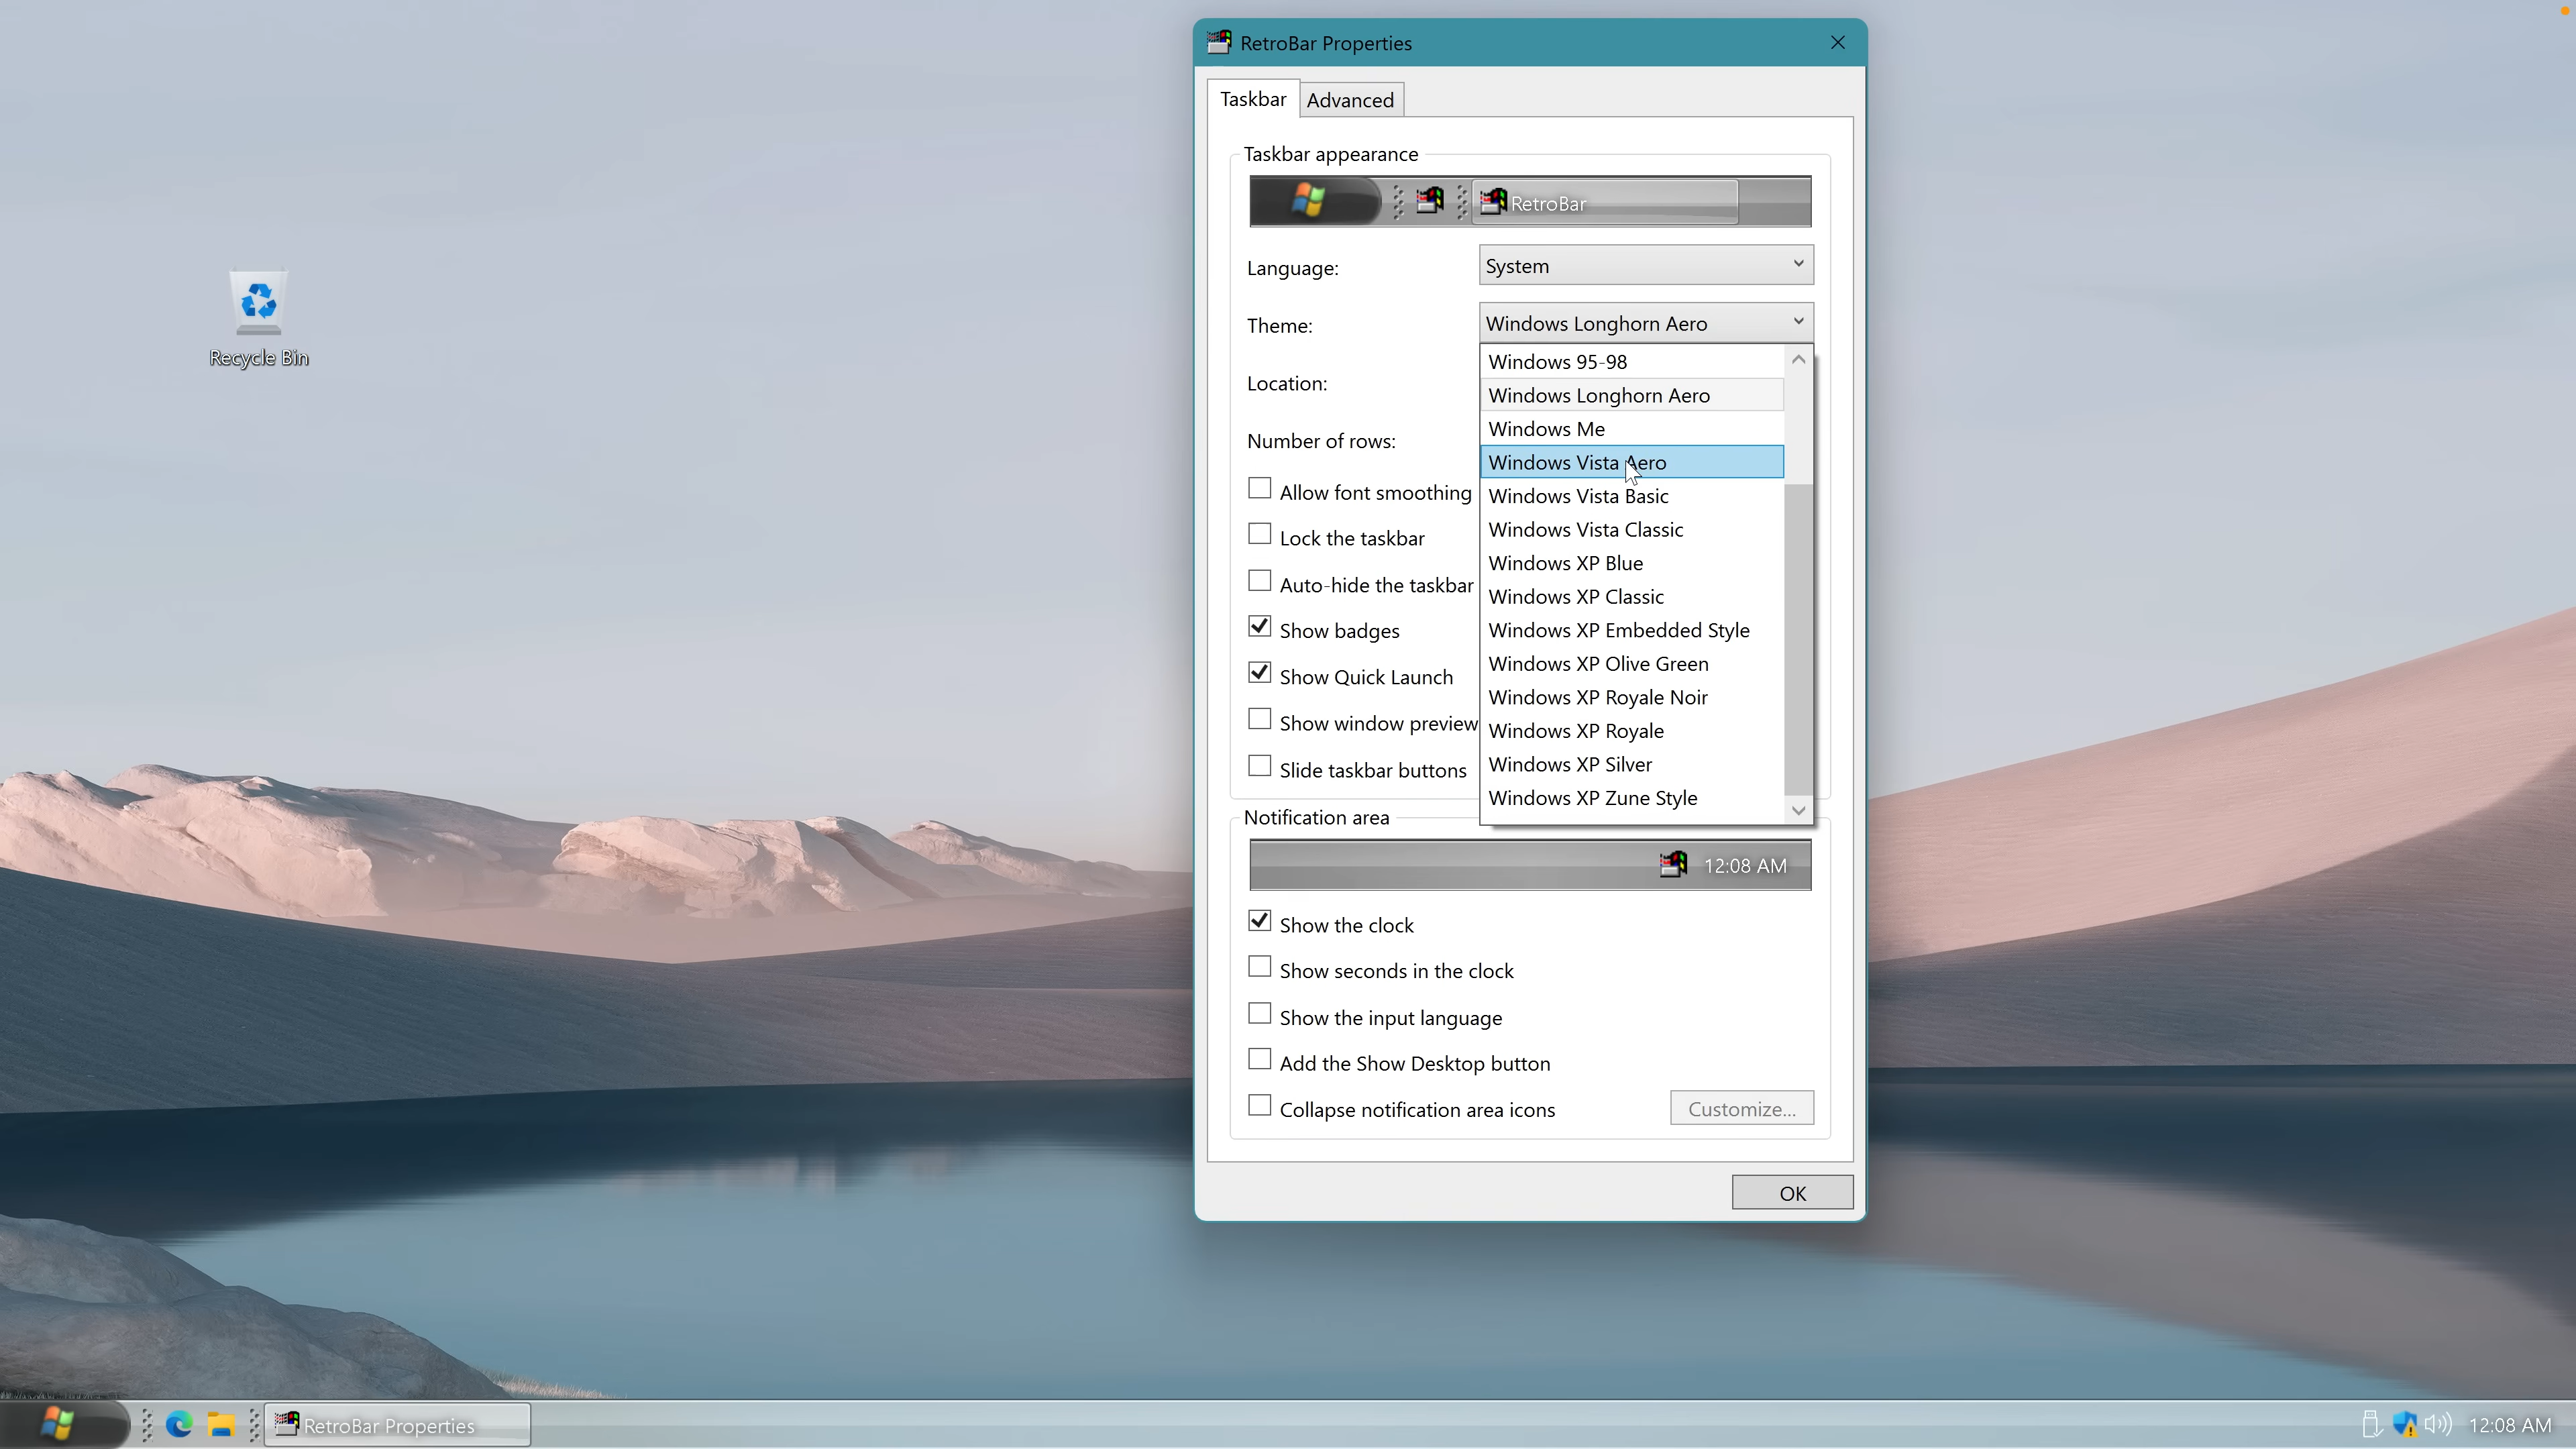 RetroBar Properties
Taskbar
Advanced
Taskbar appearance
RetroBar
Language:
System
Theme:
Windows Longhorn Aero
Windows 95-98
Location:
Windows Longhorn Aero
Windows Me
Number of rows:
Windows Vista Aero
Allow font smoothing
Windows Vista Basic
Lock the taskbar
Windows Vista Classic
Windows XP Blue
Auto-hide the taskbar
Windows XP Classic
Show badges
Windows XP Embedded Style
Show Quick Launch
Windows XP Olive Green
Windows XP Royale Noir
Show window preview
Windows XP Royale
Slide taskbar buttons
Windows XP Silver
Windows XP Zune Style
Notification area
12:08 AM
Show the clock
Show seconds in the clock
Show the input language
Add the Show Desktop button
Collapse notification area icons
Customize...
OK
Recycle Bin
RetroBar Properties
12:08 AM